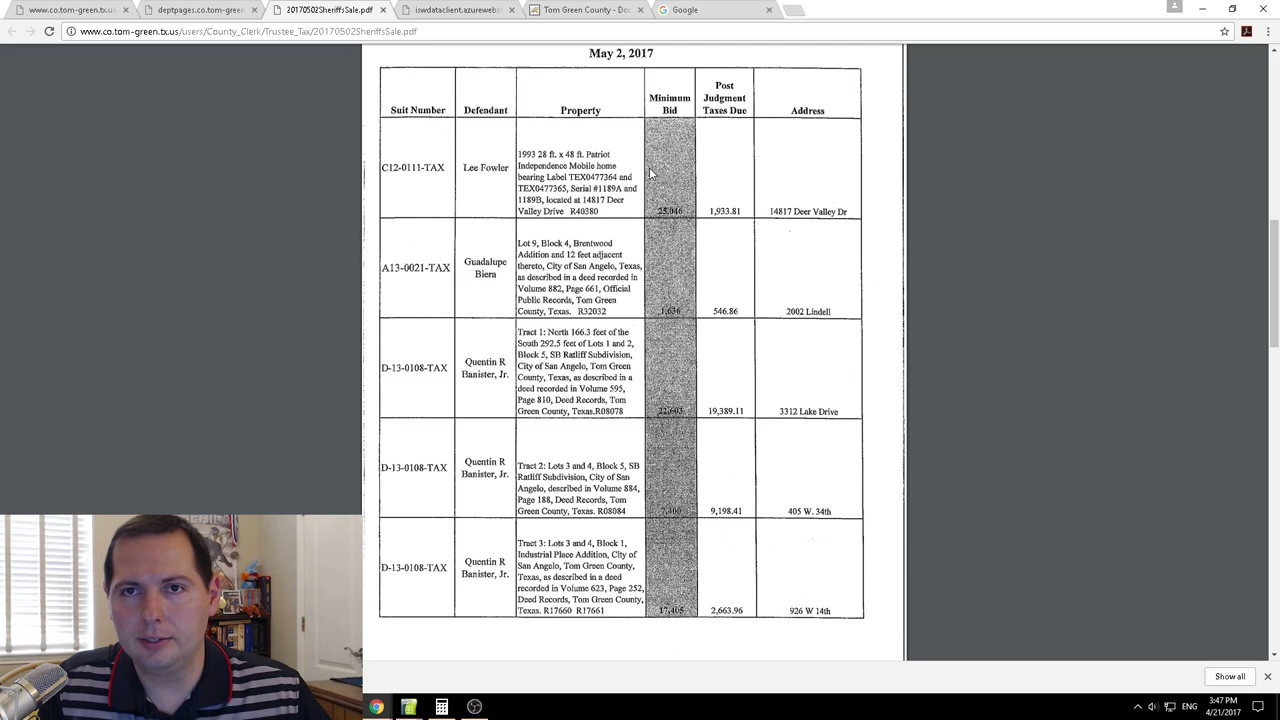 www.co.tom-green.tx.us
deptpages.co.tom-green
20170502SheriffsSale.pdf
iswdataclient.azurewebs
Tom Green County - Do
Google
www.co.tom-green.tx.us/users/County_Clerk/Trustee_Tax/20170502SheriffsSale.pdf
May 2, 2017
Suit Number
Defendant
Property
Minimum
Bid
Post
Judgment
Taxes Due
Address
C12-0111-TAX
Lee Fowler
1993 28 ft. x 48 ft. Patriot
Independence Mobile home
bearing Label TEX0477364 and
TEX0477365, Serial #1189A and
1189B, located at 14817 Deer
Valley Drive R40380
25,046
1,933.81
14817 Deer Valley Dr
A13-0021-TAX
Guadalupe
Biera
Lot 9, Block 4, Brentwood
Addition and 12 feet adjacent
thereto, City of San Angelo, Texas,
as described in a deed recorded in
Volume 882, Page 661, Official
Public Records, Tom Green
County, Texas. R32032
1,636
546.86
2002 Lindell
D-13-0108-TAX
Quentin R
Banister, Jr.
Tract 1: North 166.3 feet of the
South 292.5 feet of Lots 1 and 2,
Block 5, SB Ratliff Subdivision,
City of San Angelo, Tom Green
County, Texas, as described in a
deed recorded in Volume 595,
Page 810, Deed Records, Tom
Green County, Texas.R08078
22,603
19,389.11
3312 Lake Drive
D-13-0108-TAX
Quentin R
Banister, Jr.
Tract 2: Lots 3 and 4, Block 5, SB
Ratliff Subdivision, City of San
Angelo, described in Volume 884,
Page 188, Deed Records, Tom
Green County, Texas. R08084
7,400
9,198.41
405 W. 34th
D-13-0108-TAX
Quentin R
Banister, Jr.
Tract 3: Lots 3 and 4, Block 1,
Industrial Place Addition, City of
San Angelo, Tom Green County,
Texas, as described in a deed
recorded in Volume 623, Page 252,
Deed Records, Tom Green County,
Texas. R17660 R17661
17,405
2,663.96
926 W 14th
Show all
ENG
3:47 PM
4/21/2017